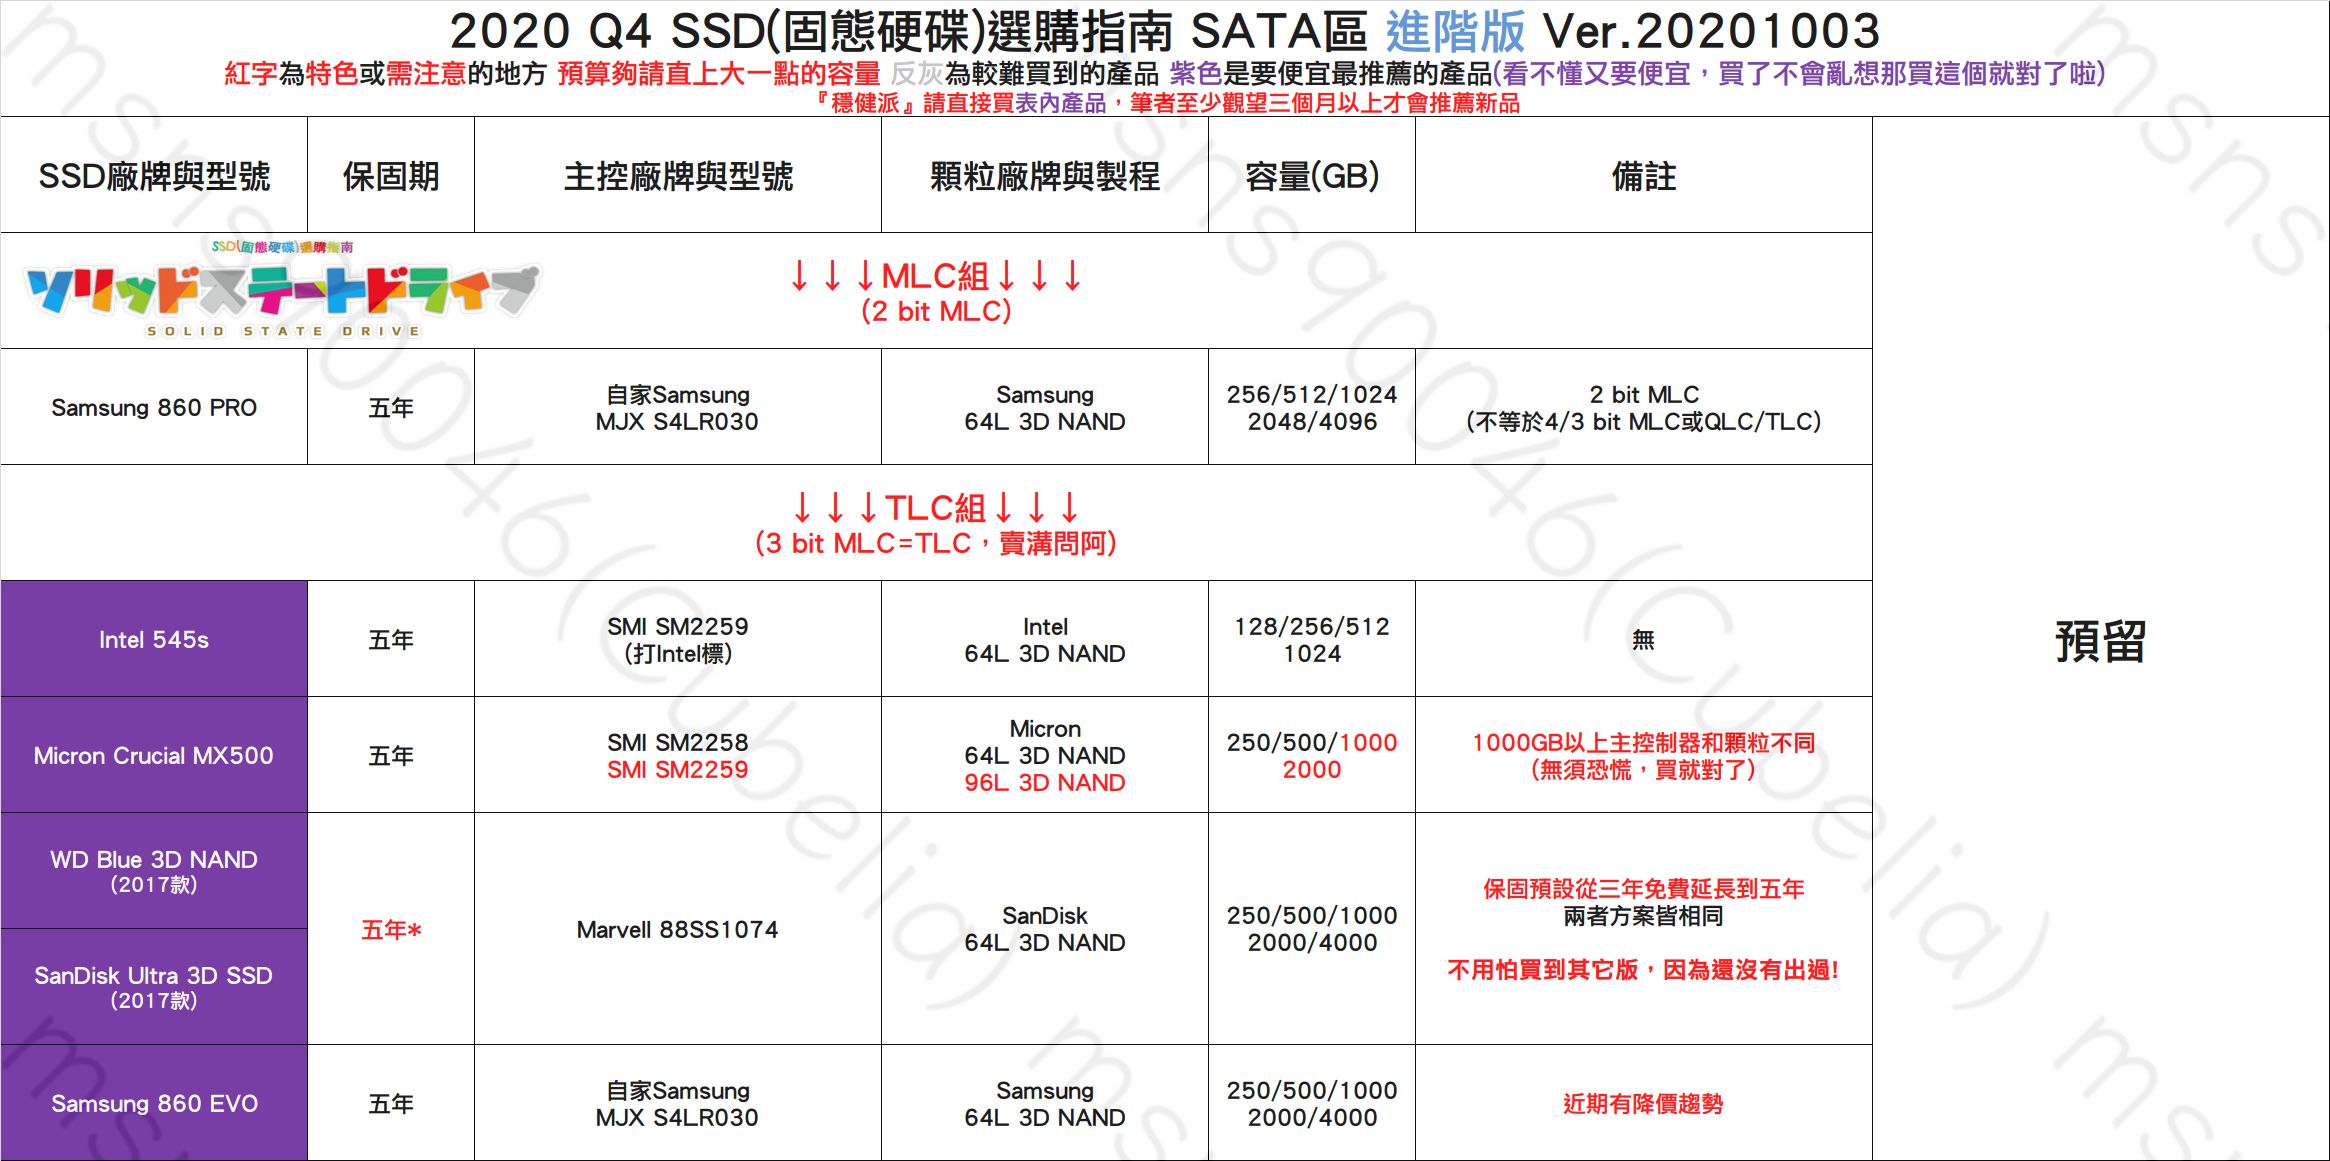 2020 Q4 SSD(固態硬碟)選購指南 SATA區 進階版 Ver.20201003
紅字為特色或需注意的地方 預算夠請直上大一點的容量 反灰為較難買到的產品 紫色是要便宜最推薦的產品(看不懂又要便宜，買了不會亂想那買這個就對了啦)
『穩健派』請直接買表內產品，筆者至少觀望三個月以上才會推薦新品
SSD廠牌與型號
保固期
主控廠牌與型號
顆粒廠牌與製程
容量(GB)
備註
SSD(固態硬碟)選購指南
ソリッドステートドライブ
SOLID STATE DRIVE
↓↓↓MLC組↓↓↓
(2 bit MLC)
Samsung 860 PRO
五年
自家Samsung
MJX S4LR030
Samsung
64L 3D NAND
256/512/1024
2048/4096
2 bit MLC
(不等於4/3 bit MLC或QLC/TLC)
↓↓↓TLC組↓↓↓
(3 bit MLC=TLC，賣溝問阿)
Intel 545s
五年
SMI SM2259
(打Intel標)
Intel
64L 3D NAND
128/256/512
1024
無
預留
Micron Crucial MX500
五年
SMI SM2258
SMI SM2259
Micron
64L 3D NAND
96L 3D NAND
250/500/1000
2000
1000GB以上主控制器和顆粒不同
(無須恐慌，買就對了)
WD Blue 3D NAND
(2017款)
SanDisk Ultra 3D SSD
(2017款)
五年*
Marvell 88SS1074
SanDisk
64L 3D NAND
250/500/1000
2000/4000
保固預設從三年免費延長到五年
兩者方案皆相同
不用怕買到其它版，因為還沒有出過!
Samsung 860 EVO
五年
自家Samsung
MJX S4LR030
Samsung
64L 3D NAND
250/500/1000
2000/4000
近期有降價趨勢
msnsq0046(Cubelia)
msnsq0046(Cubelia)